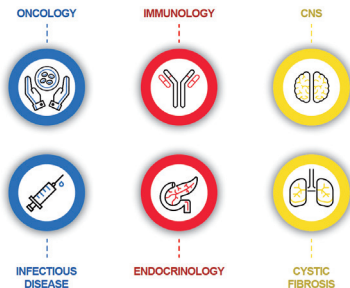 ONCOLOGY
IMMUNOLOGY
CNS
INFECTIOUS
DISEASE
ENDOCRINOLOGY
CYSTIC
FIBROSIS